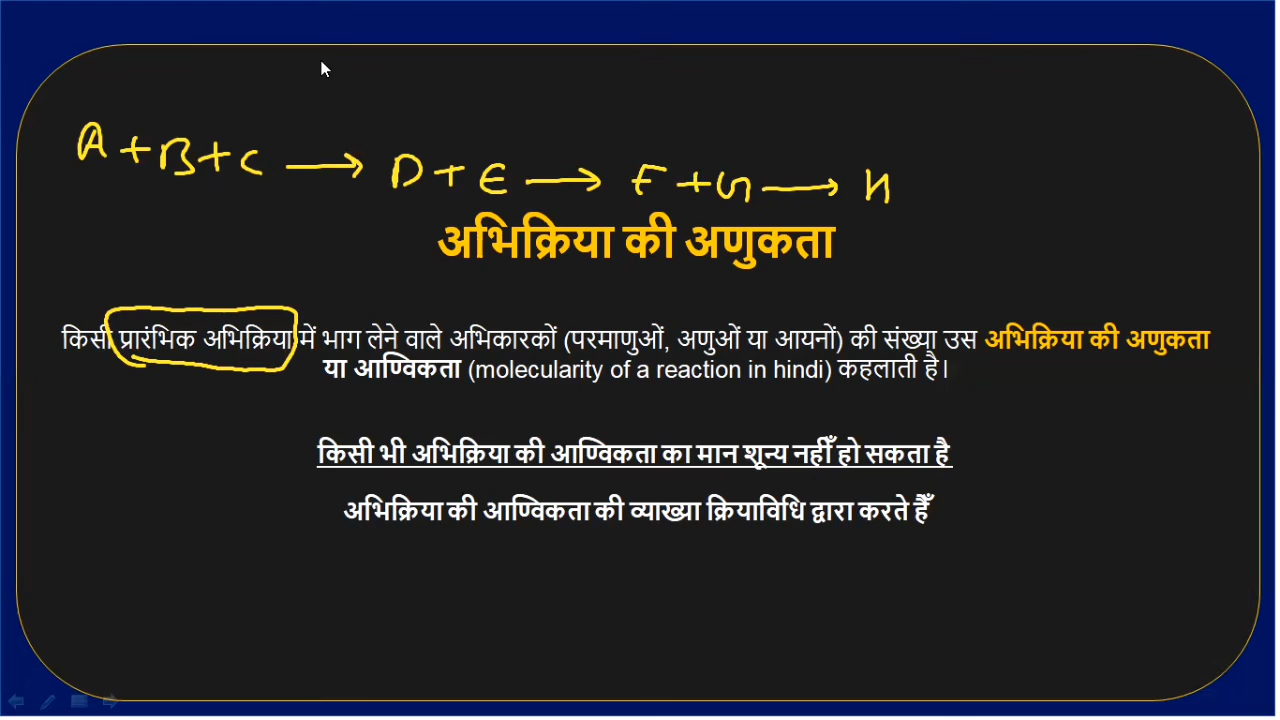 A + B + C → D + E → F + G → H
अभिक्रिया की अणुकता
किसी प्रारंभिक अभिक्रिया में भाग लेने वाले अभिकारकों (परमाणुओं, अणुओं या आयनों) की संख्या उस अभिक्रिया की अणुकता
या आण्विकता (molecularity of a reaction in hindi) कहलाती है।
किसी भी अभिक्रिया की आण्विकता का मान शून्य नहीँ हो सकता है
अभिक्रिया की आण्विकता की व्याख्या क्रियाविधि द्वारा करते हैँ